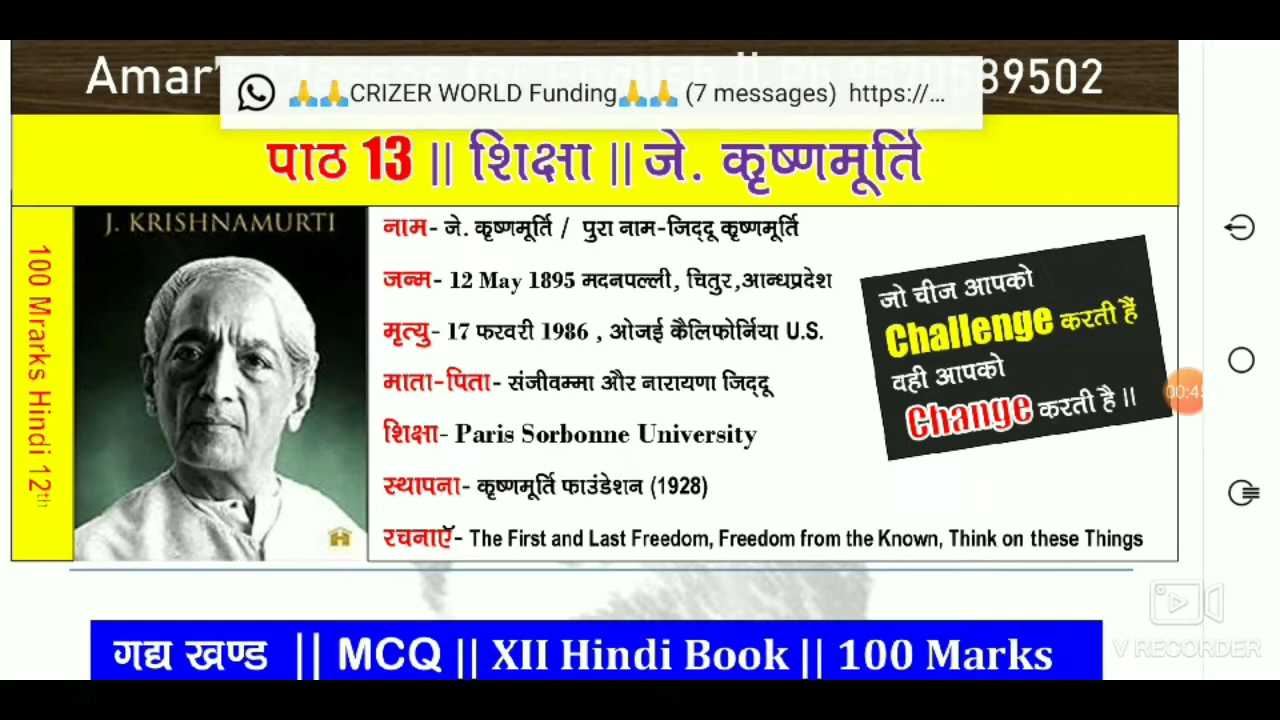 Amar'
89502
🙏🙏CRIZER WORLD Funding🙏🙏 (7 messages) https://...
पाठ 13 || शिक्षा || जे. कृष्णमूर्ति
100 Mrarks Hindi 12th
J. KRISHNAMURTI
नाम- जे. कृष्णमूर्ति / पुरा नाम-जिद्दू कृष्णमूर्ति
जन्म- 12 May 1895 मदनपल्ली, चितुर,आन्धप्रदेश
मृत्यु- 17 फरवरी 1986 , ओजई कैलिफोर्निया U.S.
माता-पिता- संजीवम्मा और नारायणा जिद्दू
शिक्षा- Paris Sorbonne University
स्थापना- कृष्णमूर्ति फाउंडेशन (1928)
रचनाएँ- The First and Last Freedom, Freedom from the Known, Think on these Things
जो चीज आपको
Challenge करती हैं
वही आपको
Change करती है ||
00:45
गद्य खण्ड || MCQ || XII Hindi Book || 100 Marks
V RECORDER